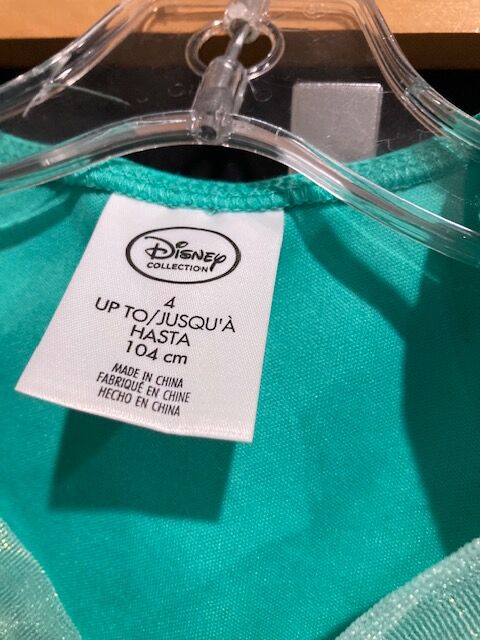 Disney
COLLECTION
4
UP TO/JUSQU'À
HASTA
104 cm
MADE IN CHINA
FABRIQUÉ EN CHINE
HECHO EN CHINA